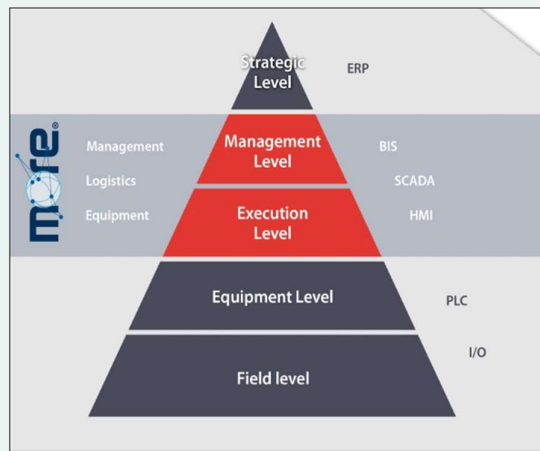 Strategic
Level
ERP
more®
Management
Management
Level
BIS
Logistics
SCADA
Equipment
Execution
Level
HMI
Equipment Level
PLC
I/O
Field level